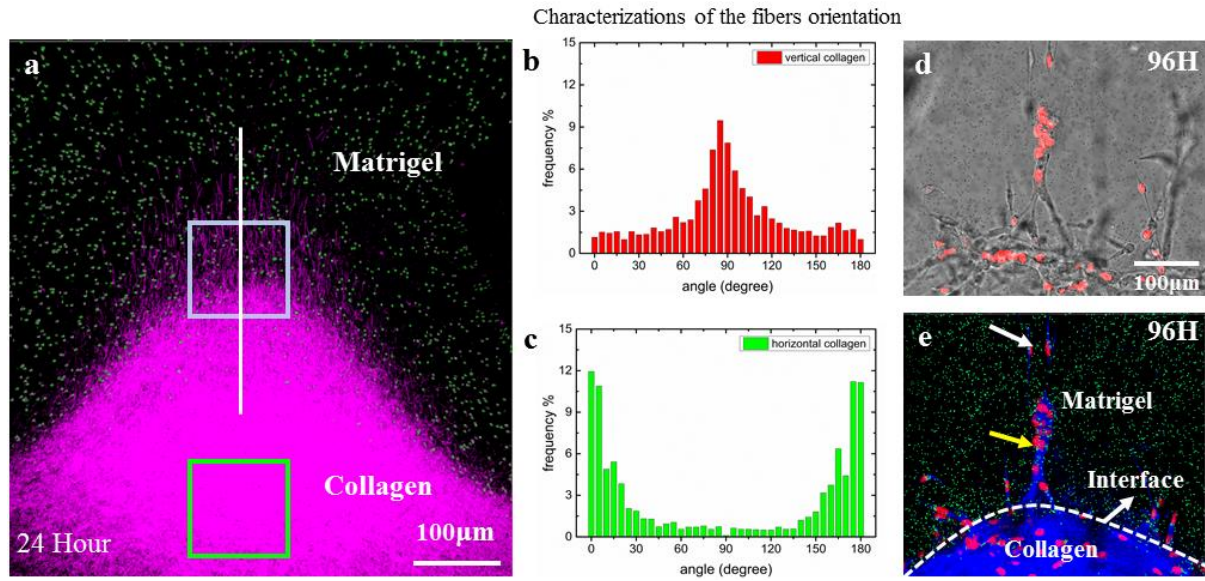 Characterizations of the fibers orientation
a
Matrigel
Collagen
24 Hour
100μm
b
vertical collagen
frequency %
15
12
9
6
3
0
0 30 60 90 120 150 180
angle (degree)
c
horizontal collagen
frequency %
15
12
9
6
3
0
0 30 60 90 120 150 180
angle (degree)
d
96H
100μm
e
96H
Matrigel
Interface
Collagen